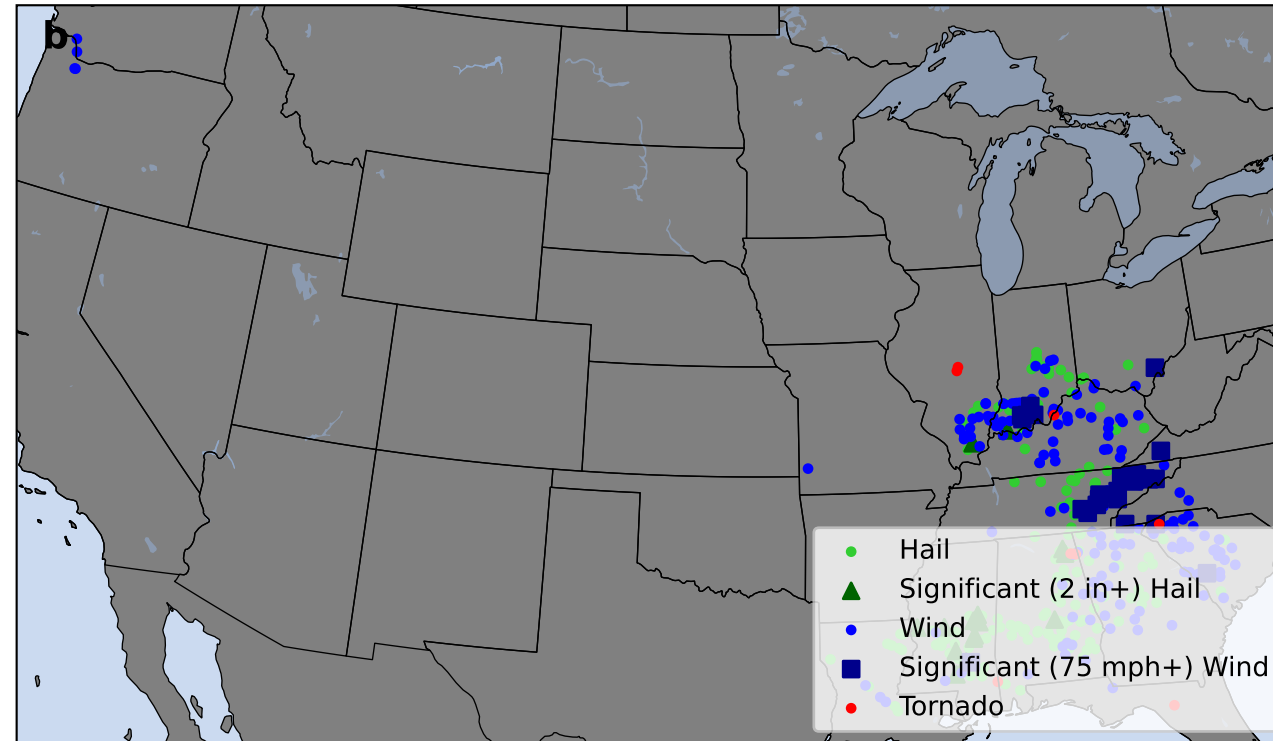 b
Hail
Significant (2 in+) Hail
Wind
Significant (75 mph+) Wind
Tornado